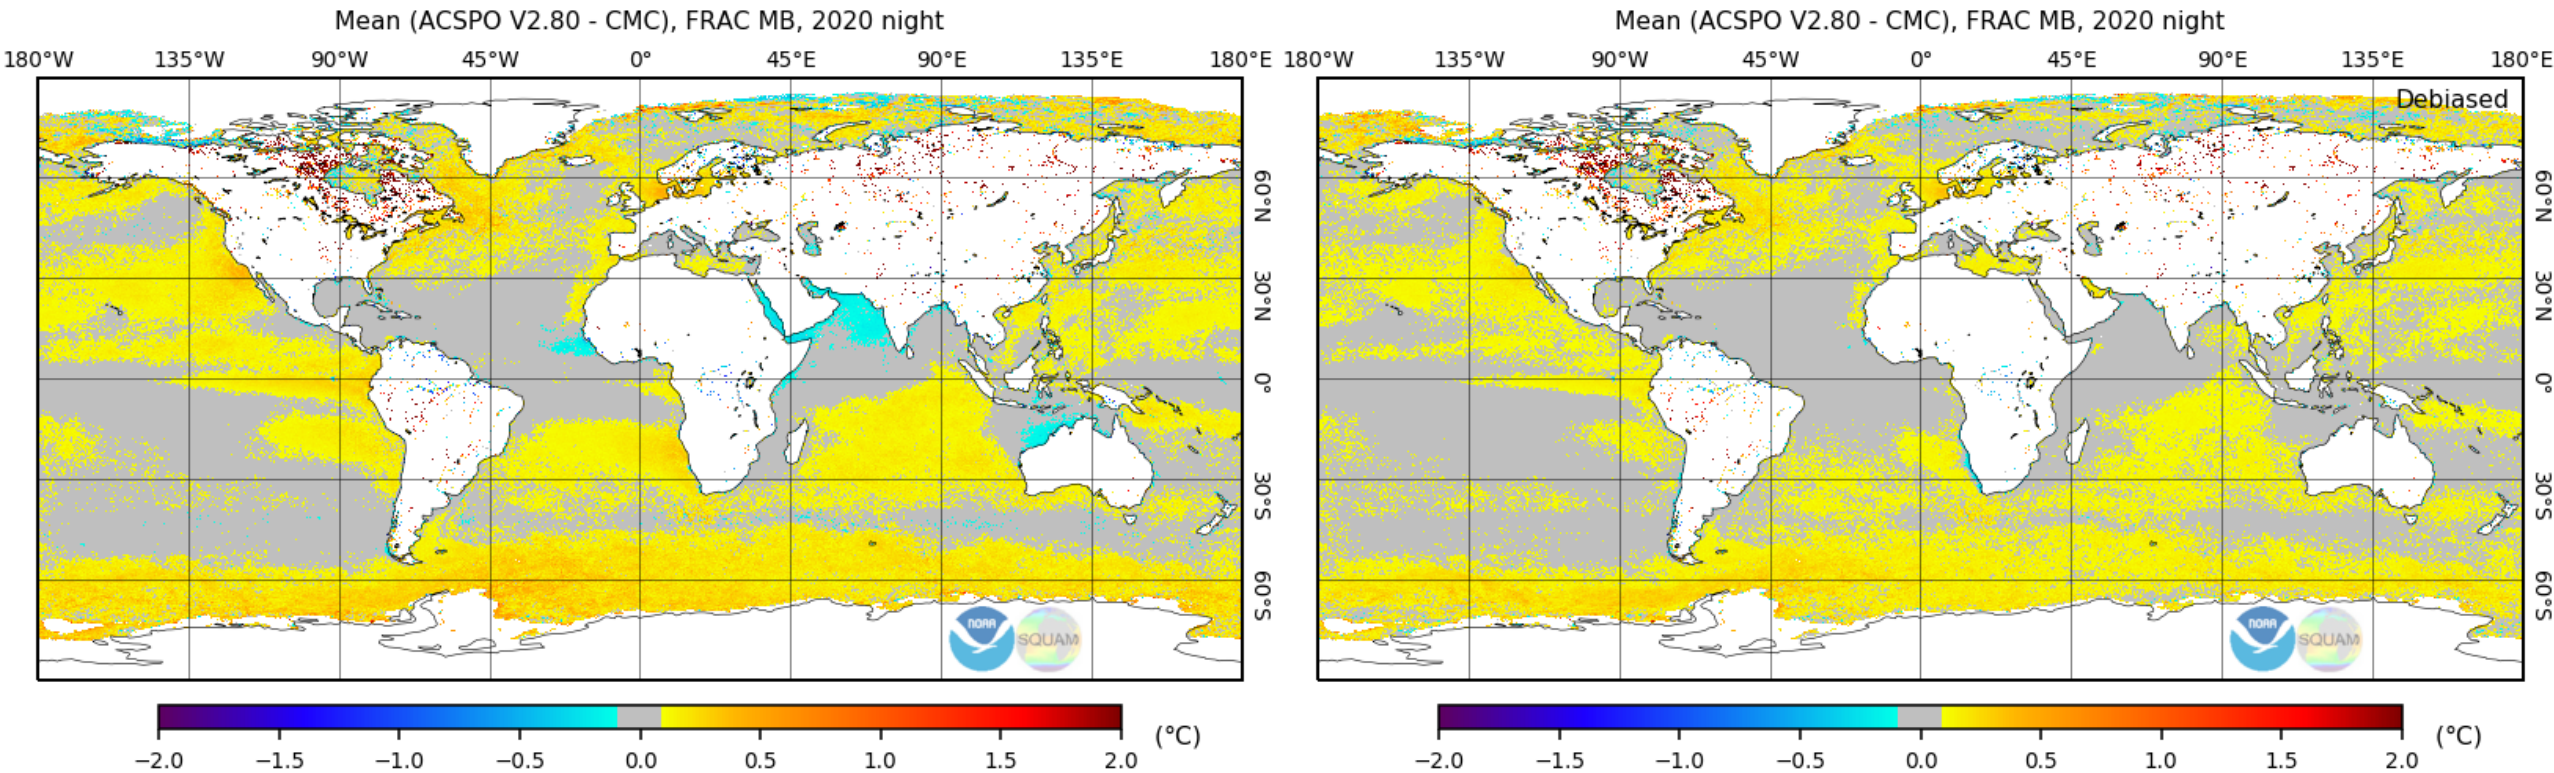 Mean (ACSPO V2.80 - CMC), FRAC MB, 2020 night
180°W 135°W 90°W 45°W 0° 45°E 90°E 135°E 180°E
60°N
30°N
0°
30°S
60°S
NOAA
SQUAM
−2.0 −1.5 −1.0 −0.5 0.0 0.5 1.0 1.5 2.0
(°C)
Mean (ACSPO V2.80 - CMC), FRAC MB, 2020 night
180°W 135°W 90°W 45°W 0° 45°E 90°E 135°E 180°E
Debiased
60°N
30°N
0°
30°S
60°S
NOAA
SQUAM
−2.0 −1.5 −1.0 −0.5 0.0 0.5 1.0 1.5 2.0
(°C)